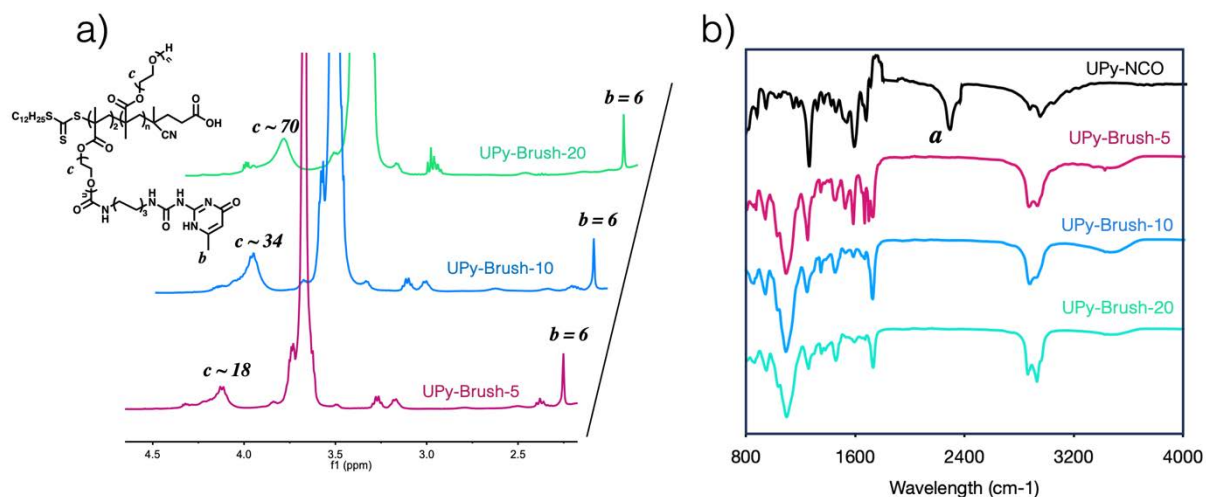 a)
H
O
n
c
O
O
C12H25S
S
S
)2
n
OH
O
CN
S
O
c
O
O
O
N
H
3
H
N
H
N
N
O
O
NH
b
c ~ 70
b = 6
UPy-Brush-20
c ~ 34
b = 6
UPy-Brush-10
c ~ 18
b = 6
UPy-Brush-5
4.5 4.0 3.5 3.0 2.5
f1 (ppm)
b)
UPy-NCO
a
UPy-Brush-5
UPy-Brush-10
UPy-Brush-20
800 1600 2400 3200 4000
Wavelength (cm-1)